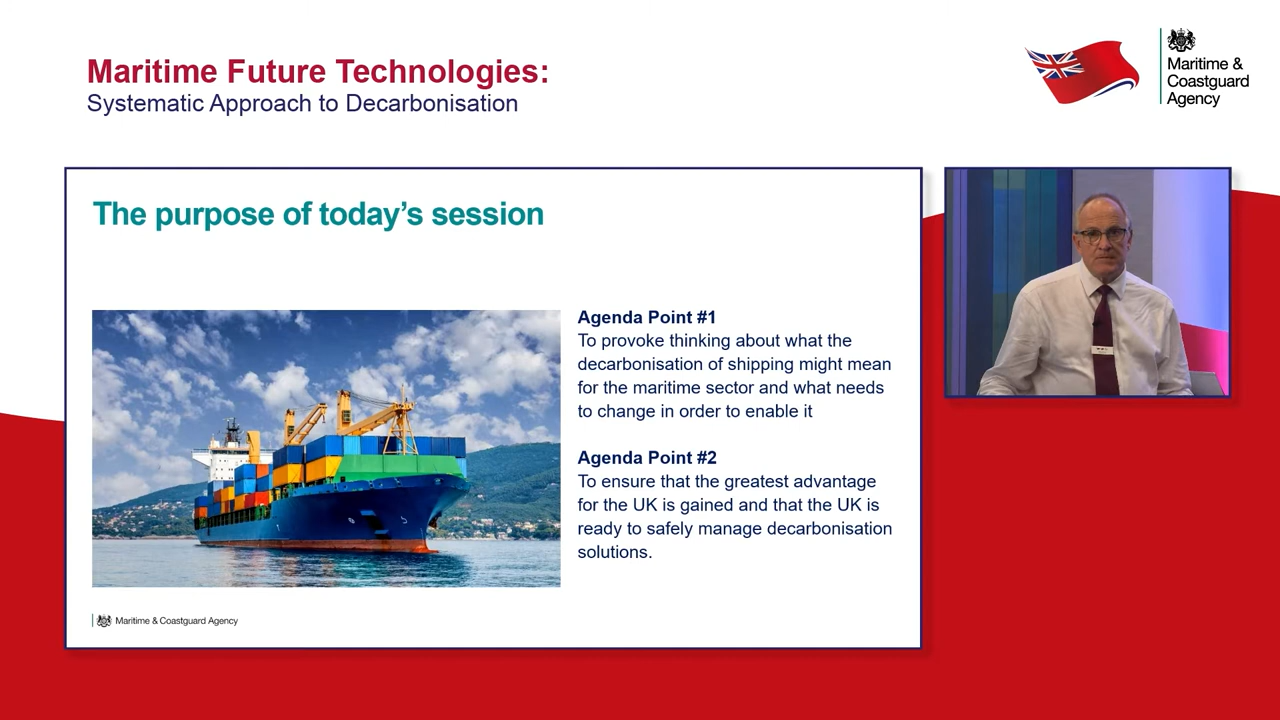 Maritime Future Technologies:
Systematic Approach to Decarbonisation
Maritime &
Coastguard
Agency
The purpose of today’s session
Agenda Point #1
To provoke thinking about what the
decarbonisation of shipping might mean
for the maritime sector and what needs
to change in order to enable it
Agenda Point #2
To ensure that the greatest advantage
for the UK is gained and that the UK is
ready to safely manage decarbonisation
solutions.
Maritime & Coastguard Agency